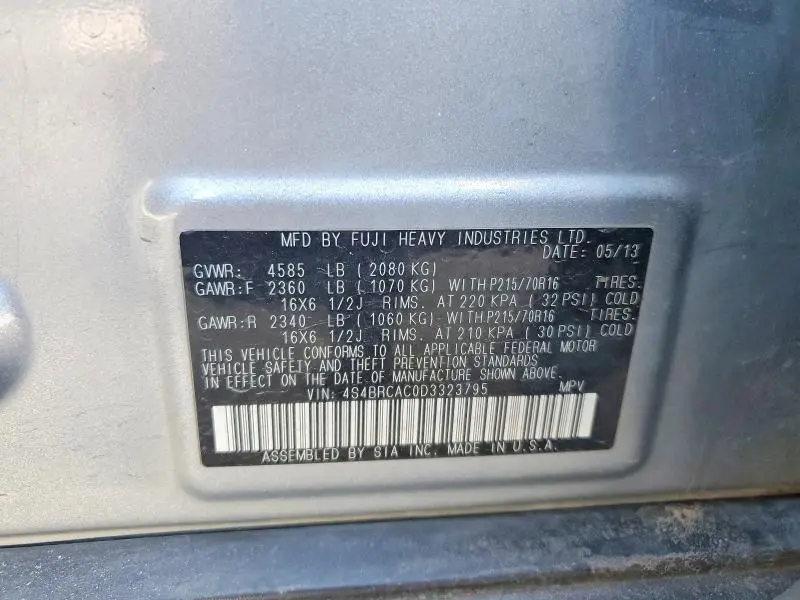 MFD BY FUJI HEAVY INDUSTRIES LTD.
DATE: 05/13
GVWR: 4585 LB ( 2080 KG)
GAWR:F 2360 LB ( 1070 KG) WITH P215/70R16 TIRES.
16X6 1/2J RIMS. AT 220 KPA ( 32 PSI) COLD
GAWR:R 2340 LB ( 1060 KG) WITH P215/70R16 TIRES.
16X6 1/2J RIMS. AT 210 KPA ( 30 PSI) COLD
THIS VEHICLE CONFORMS TO ALL APPLICABLE FEDERAL MOTOR
VEHICLE SAFETY AND THEFT PREVENTION STANDARDS
IN EFFECT ON THE DATE OF MANUFACTURE SHOWN ABOVE.
VIN: 4S4BRCAC0D3323795 MPV
ASSEMBLED BY SIA INC. MADE IN U.S.A.